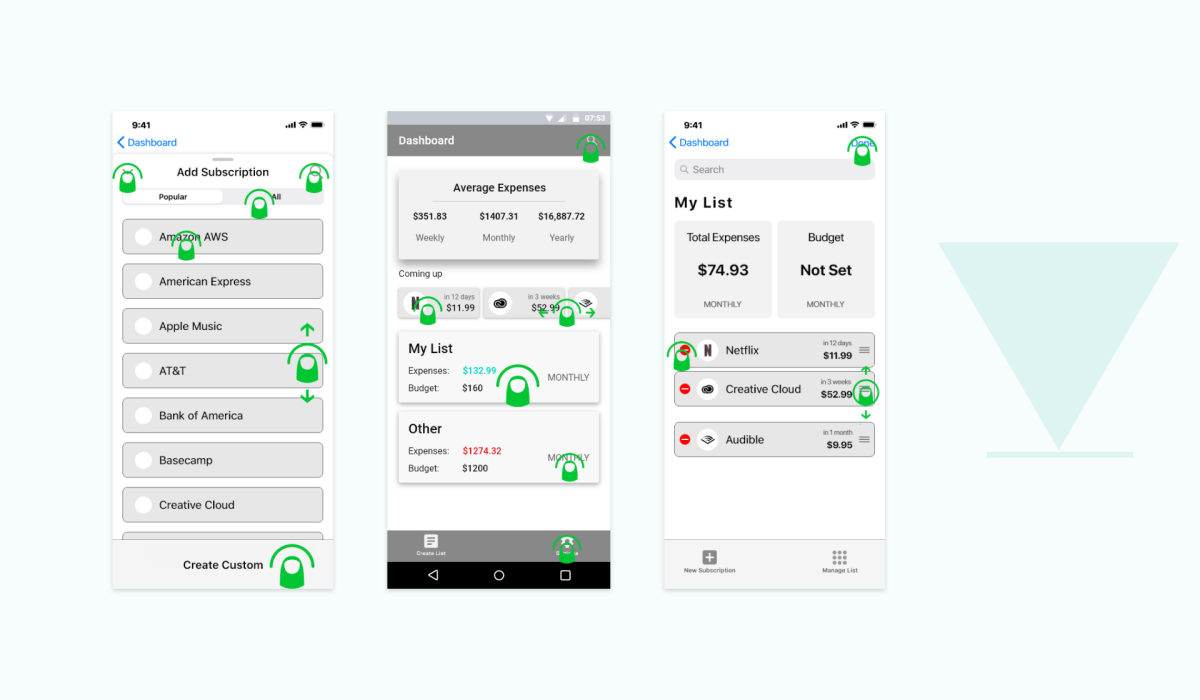 9:41
Dashboard
Add Subscription
Popular
All
Amazon AWS
American Express
Apple Music
AT&T
Bank of America
Basecamp
Creative Cloud
Create Custom
07:53
Dashboard
Average Expenses
$351.83 $1407.31 $16,887.72
Weekly Monthly Yearly
Coming up
in 12 days
$11.99
in 3 weeks
$52.99
My List
Expenses: $132.99
MONTHLY
Budget: $160
Other
Expenses: $1274.32
MONTHLY
Budget: $1200
Create List
9:41
Dashboard
Done
Search
My List
Total Expenses
$74.93
MONTHLY
Budget
Not Set
MONTHLY
Netflix
in 12 days
$11.99
Creative Cloud
in 3 weeks
$52.99
Audible
in 1 month
$9.95
New Subscription
Manage List